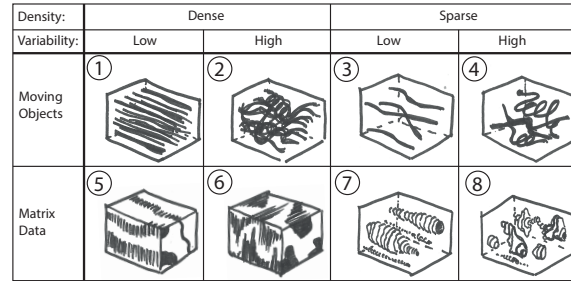 Density: Dense Sparse
Variability: Low High Low High
1 2 3 4
Moving
Objects
5 6 7 8
Matrix
Data